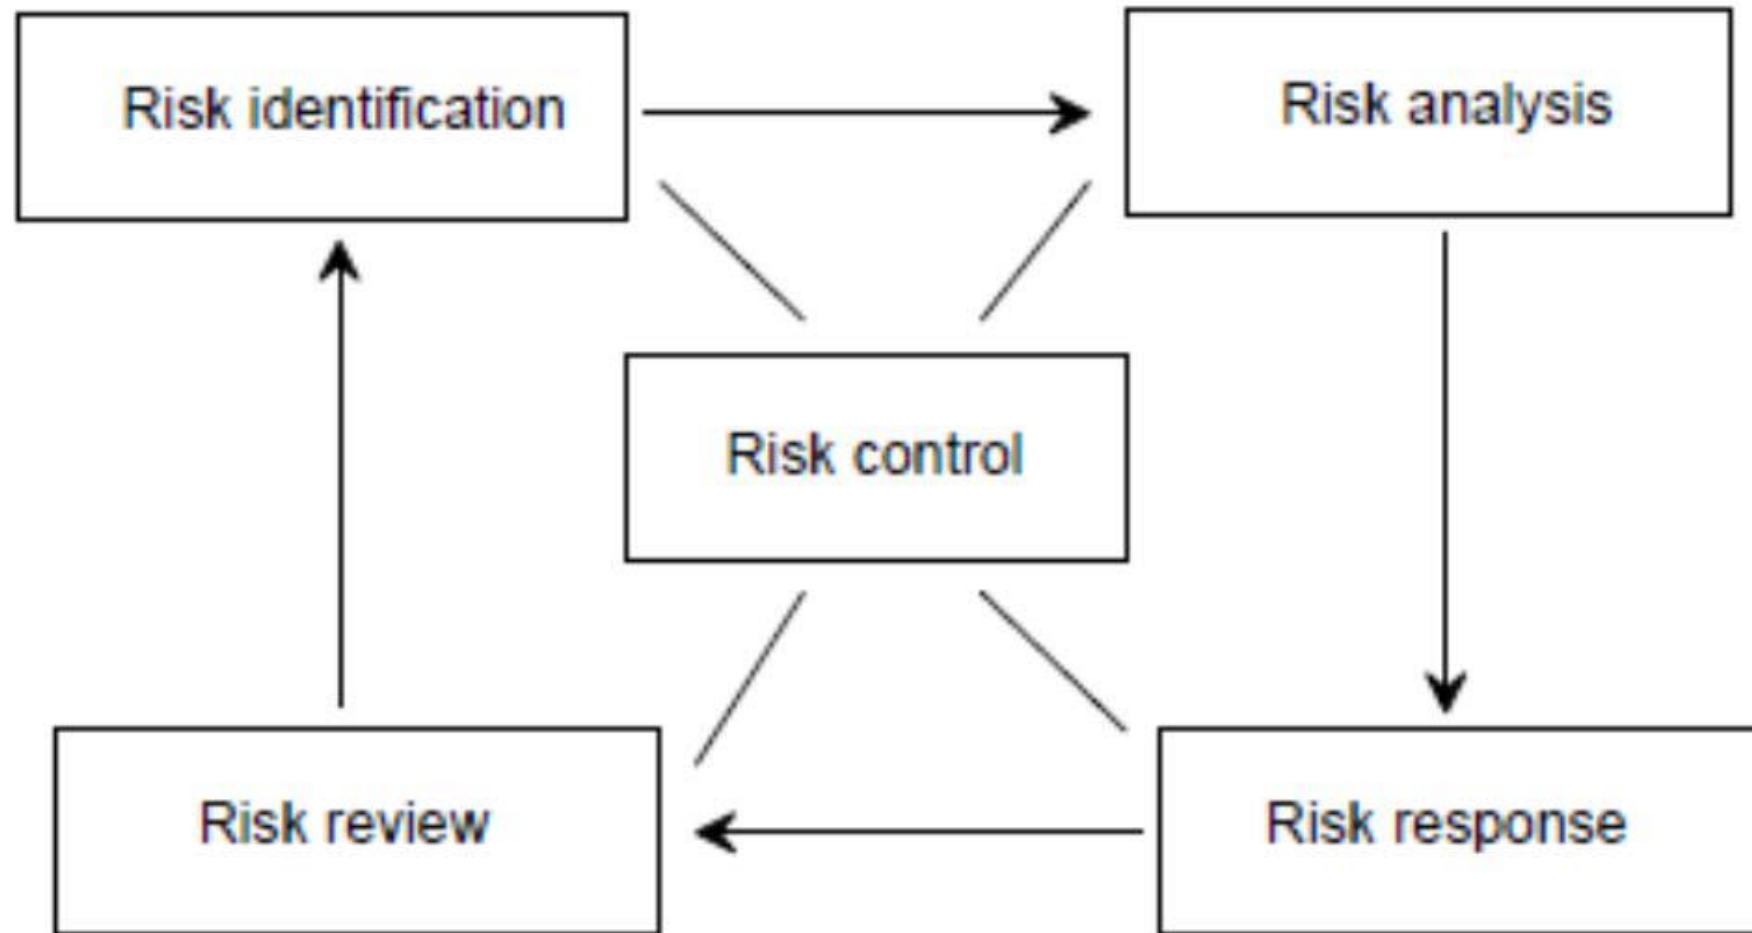 Risk identification
Risk analysis
Risk control
Risk review
Risk response